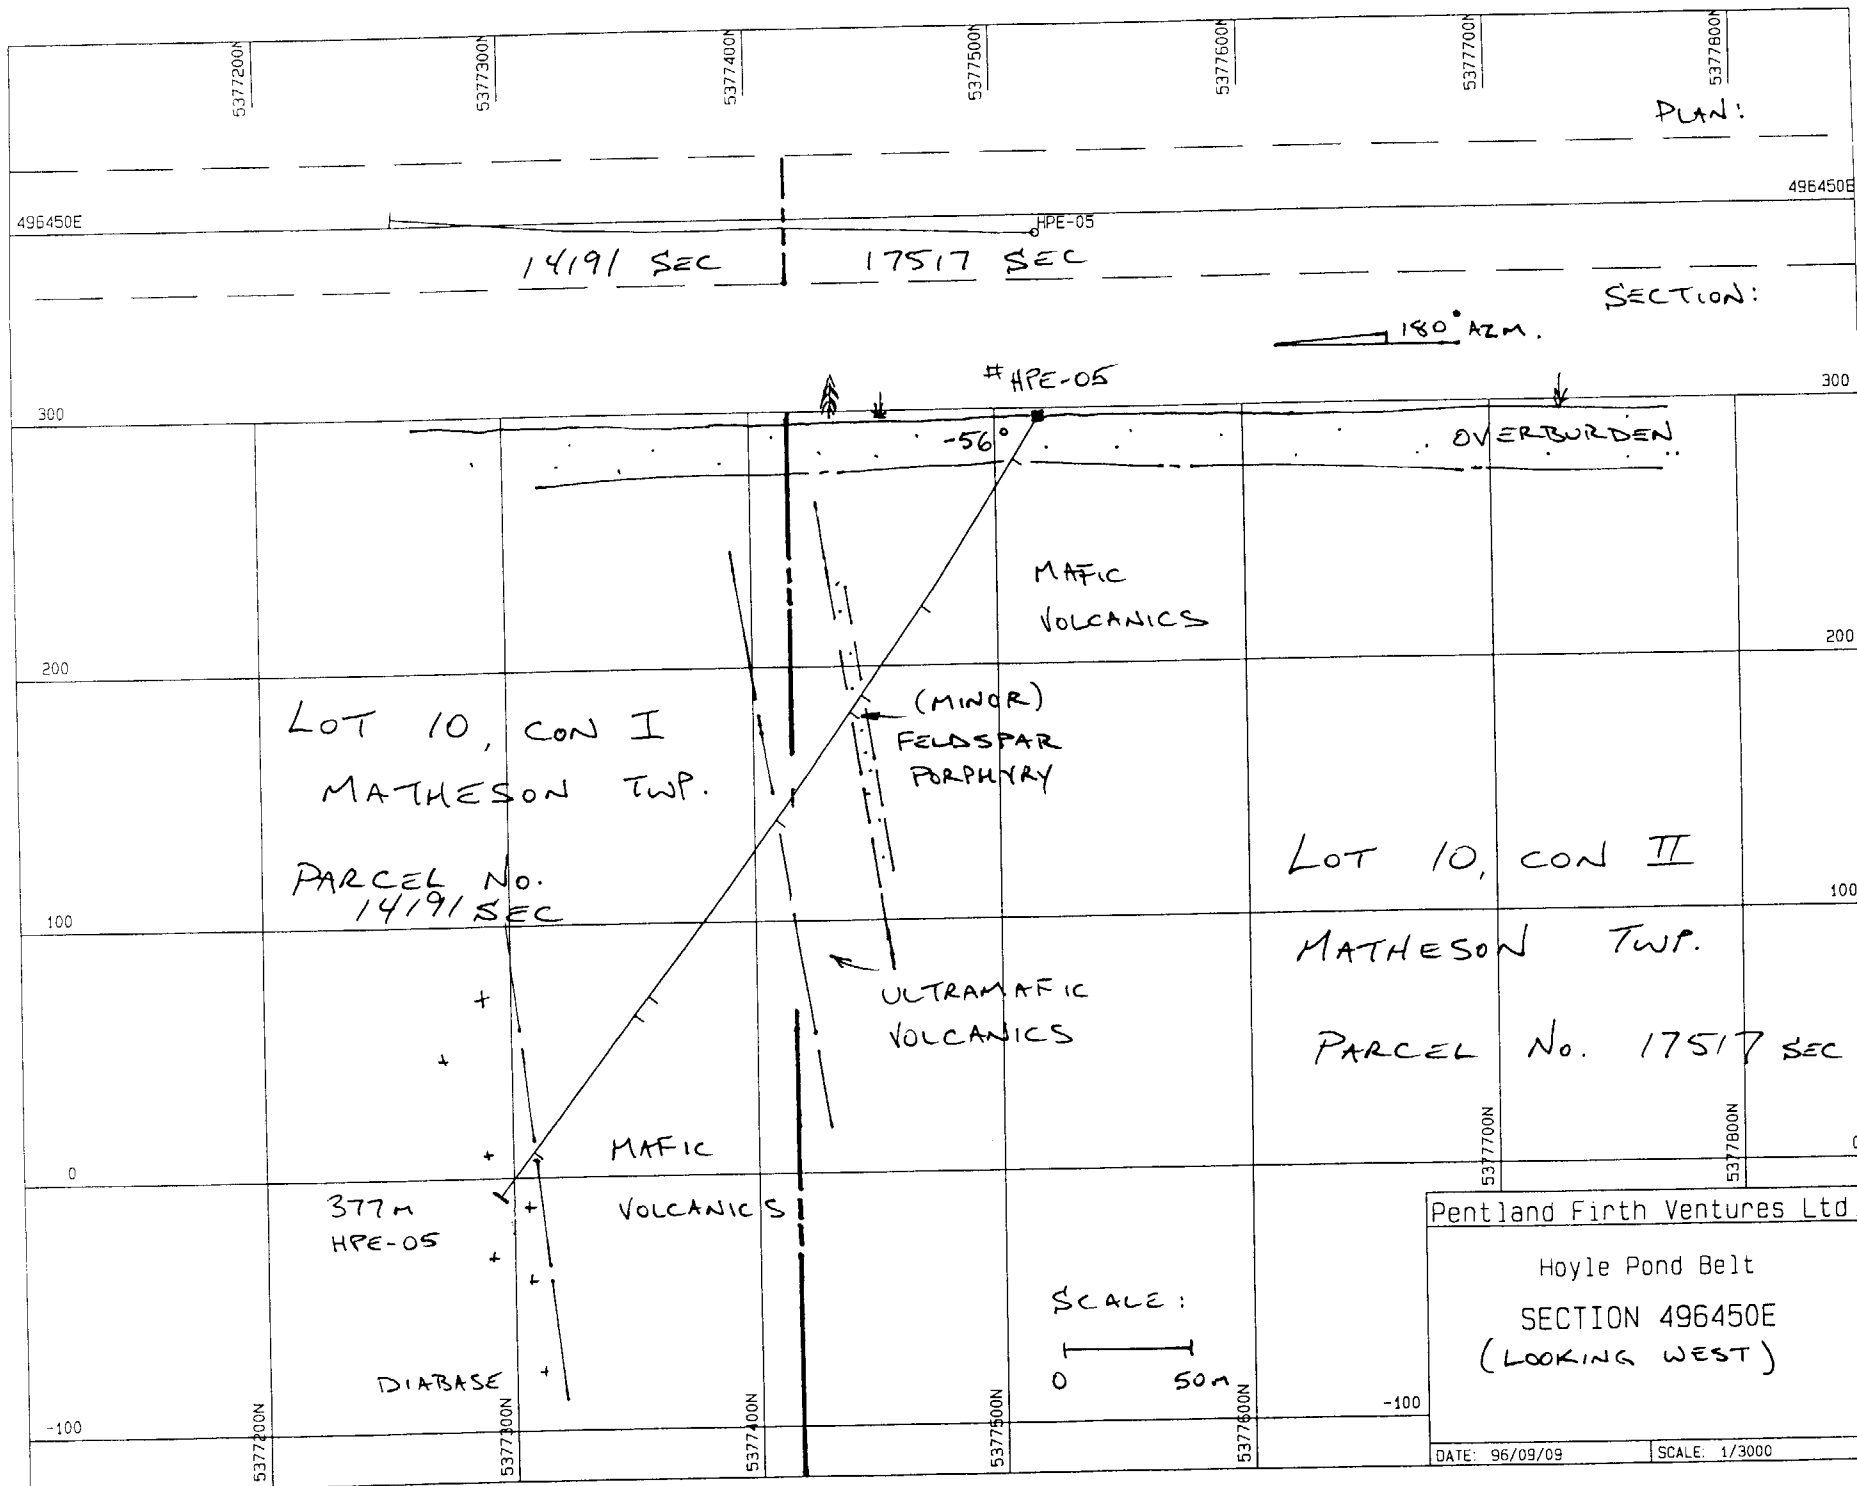 5377200N
5377300N
5377400N
5377500N
5377600N
5377700N
5377800N
PLAN:
496450E
496450E
HPE-05
14191 SEC
17517 SEC
SECTION:
180° AZM.
# HPE-05
300
300
-56°
OVERBURDEN
MAFIC
VOLCANICS
200
200
LOT 10, CON I
MATHESON TWP.
PARCEL No.
14191 SEC
(MINOR)
FELDSPAR
PORPHYRY
LOT 10, CON II
MATHESON TWP.
PARCEL No. 17517 SEC
100
100
ULTRAMAFIC
VOLCANICS
MAFIC
VOLCANICS
0
0
377m
HPE-05
DIABASE
SCALE:
0 50m
-100
-100
5377200N
5377300N
5377400N
5377500N
5377600N
5377700N
5377800N
Pentland Firth Ventures Ltd
Hoyle Pond Belt
SECTION 496450E
(LOOKING WEST)
DATE: 96/09/09
SCALE: 1/3000